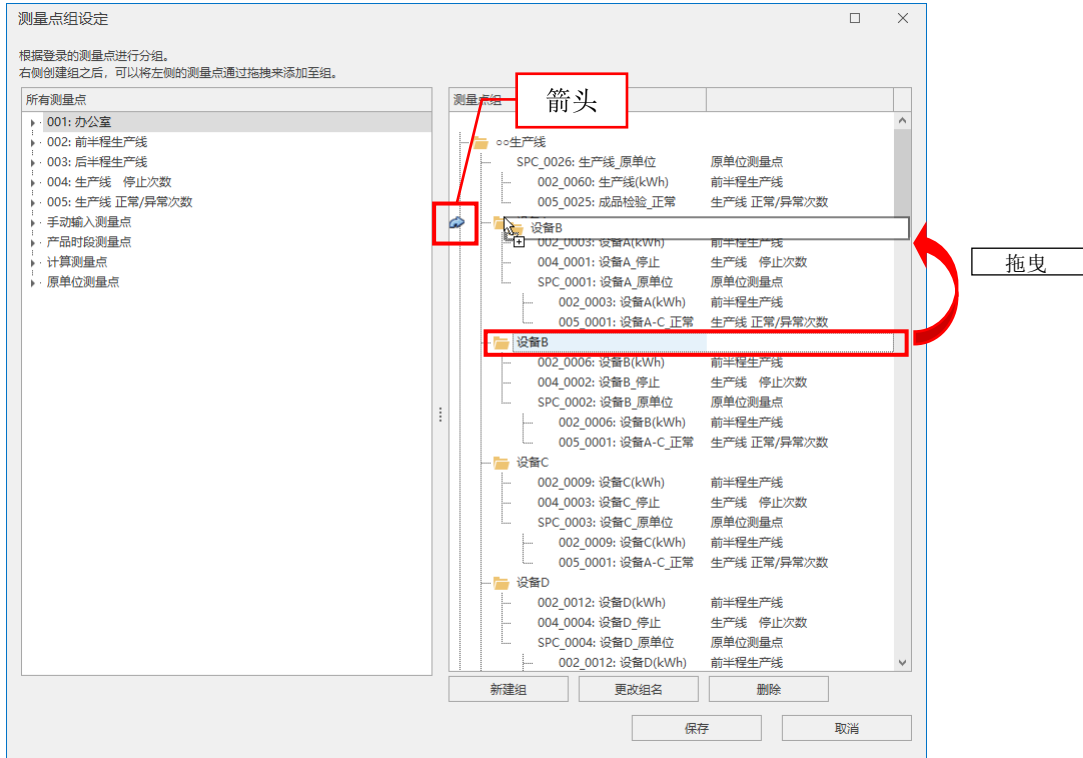 测量点组设定
根据登录的测量点进行分组。
右侧创建组之后，可以将左侧的测量点通过拖拽来添加至组。
所有测量点
001: 办公室
002: 前半程生产线
003: 后半程生产线
004: 生产线 停止次数
005: 生产线 正常/异常次数
手动输入测量点
产品时段测量点
计算测量点
原单位测量点
箭头
测量点组
○○生产线
SPC_0026: 生产线_原单位 原单位测量点
002_0060: 生产线(kWh) 前半程生产线
005_0025: 成品检验_正常 生产线 正常/异常次数
设备B
002_0003: 设备A(kWh) 前半程生产线
004_0001: 设备A_停止 生产线 停止次数
SPC_0001: 设备A_原单位 原单位测量点
002_0003: 设备A(kWh) 前半程生产线
005_0001: 设备A-C_正常 生产线 正常/异常次数
设备B
002_0006: 设备B(kWh) 前半程生产线
004_0002: 设备B_停止 生产线 停止次数
SPC_0002: 设备B_原单位 原单位测量点
002_0006: 设备B(kWh) 前半程生产线
005_0001: 设备A-C_正常 生产线 正常/异常次数
设备C
002_0009: 设备C(kWh) 前半程生产线
004_0003: 设备C_停止 生产线 停止次数
SPC_0003: 设备C_原单位 原单位测量点
002_0009: 设备C(kWh) 前半程生产线
005_0001: 设备A-C_正常 生产线 正常/异常次数
设备D
002_0012: 设备D(kWh) 前半程生产线
004_0004: 设备D_停止 生产线 停止次数
SPC_0004: 设备D_原单位 原单位测量点
002_0012: 设备D(kWh) 前半程生产线
拖曳
新建组 更改组名 删除
保存 取消